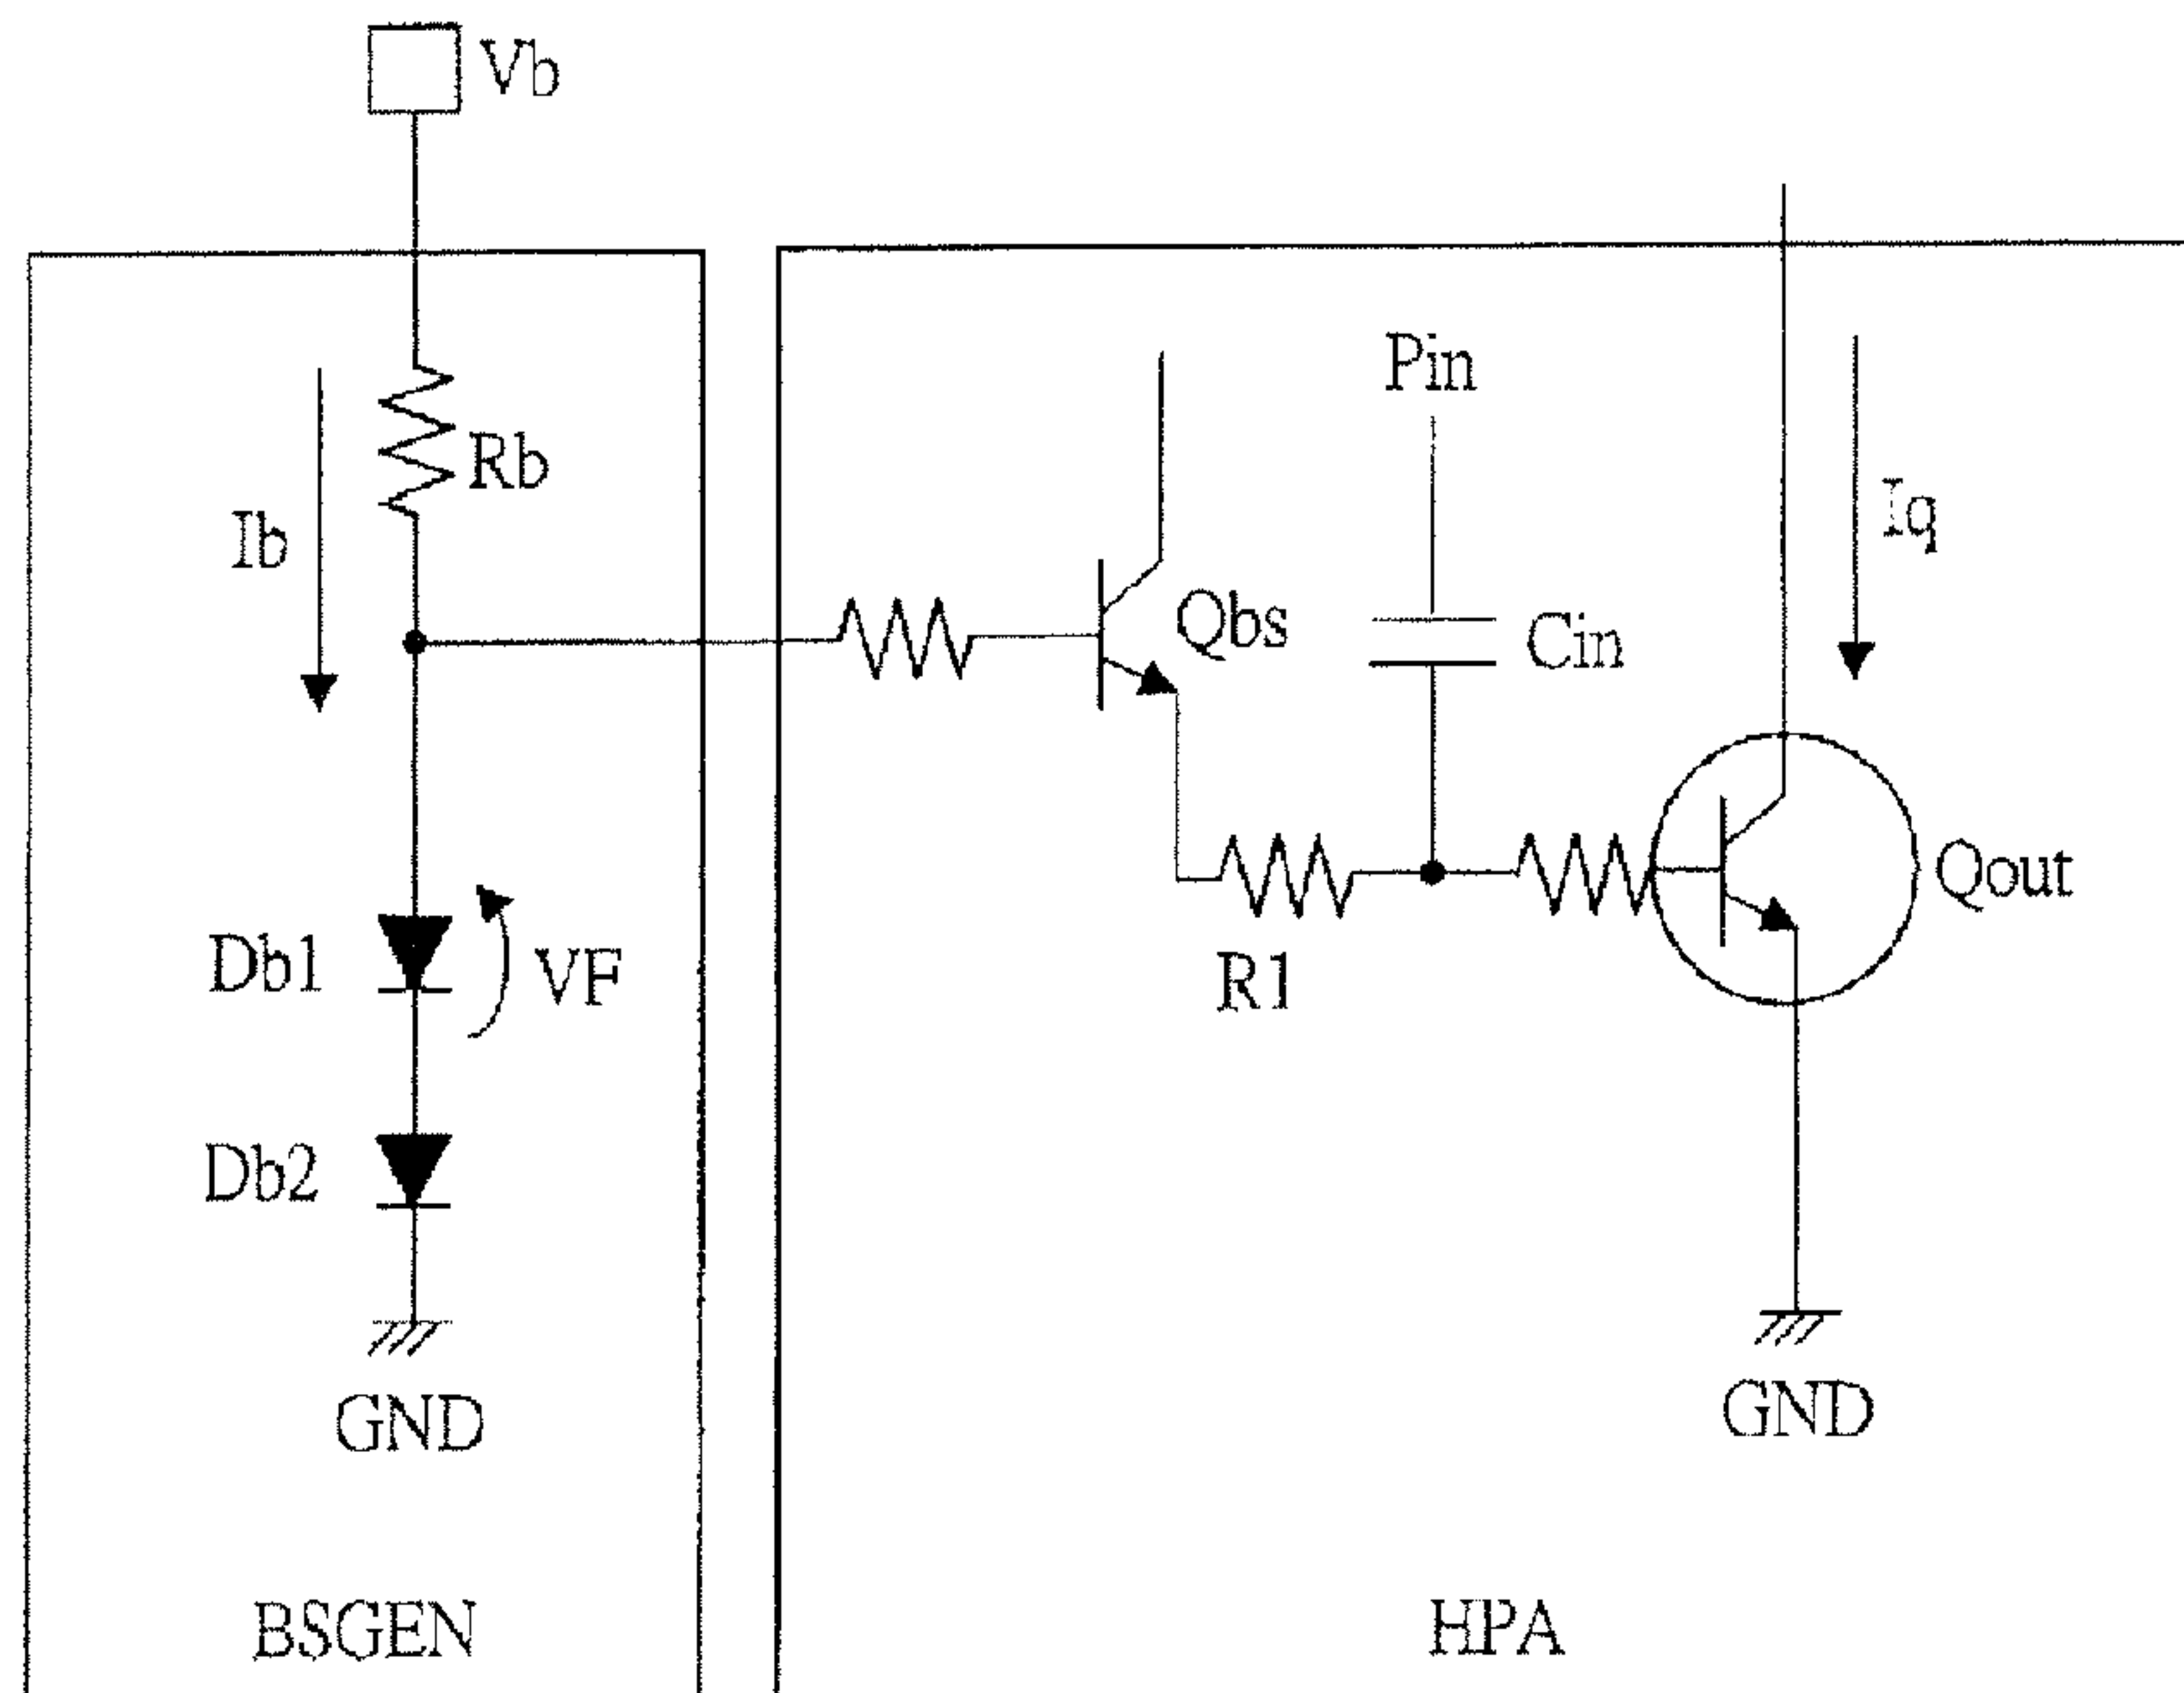 Vb
Pin
Rb
Ib
Iq
Qbs
Cin
Db1
VF
R1
Qout
Db2
GND
GND
BSGEN
HPA